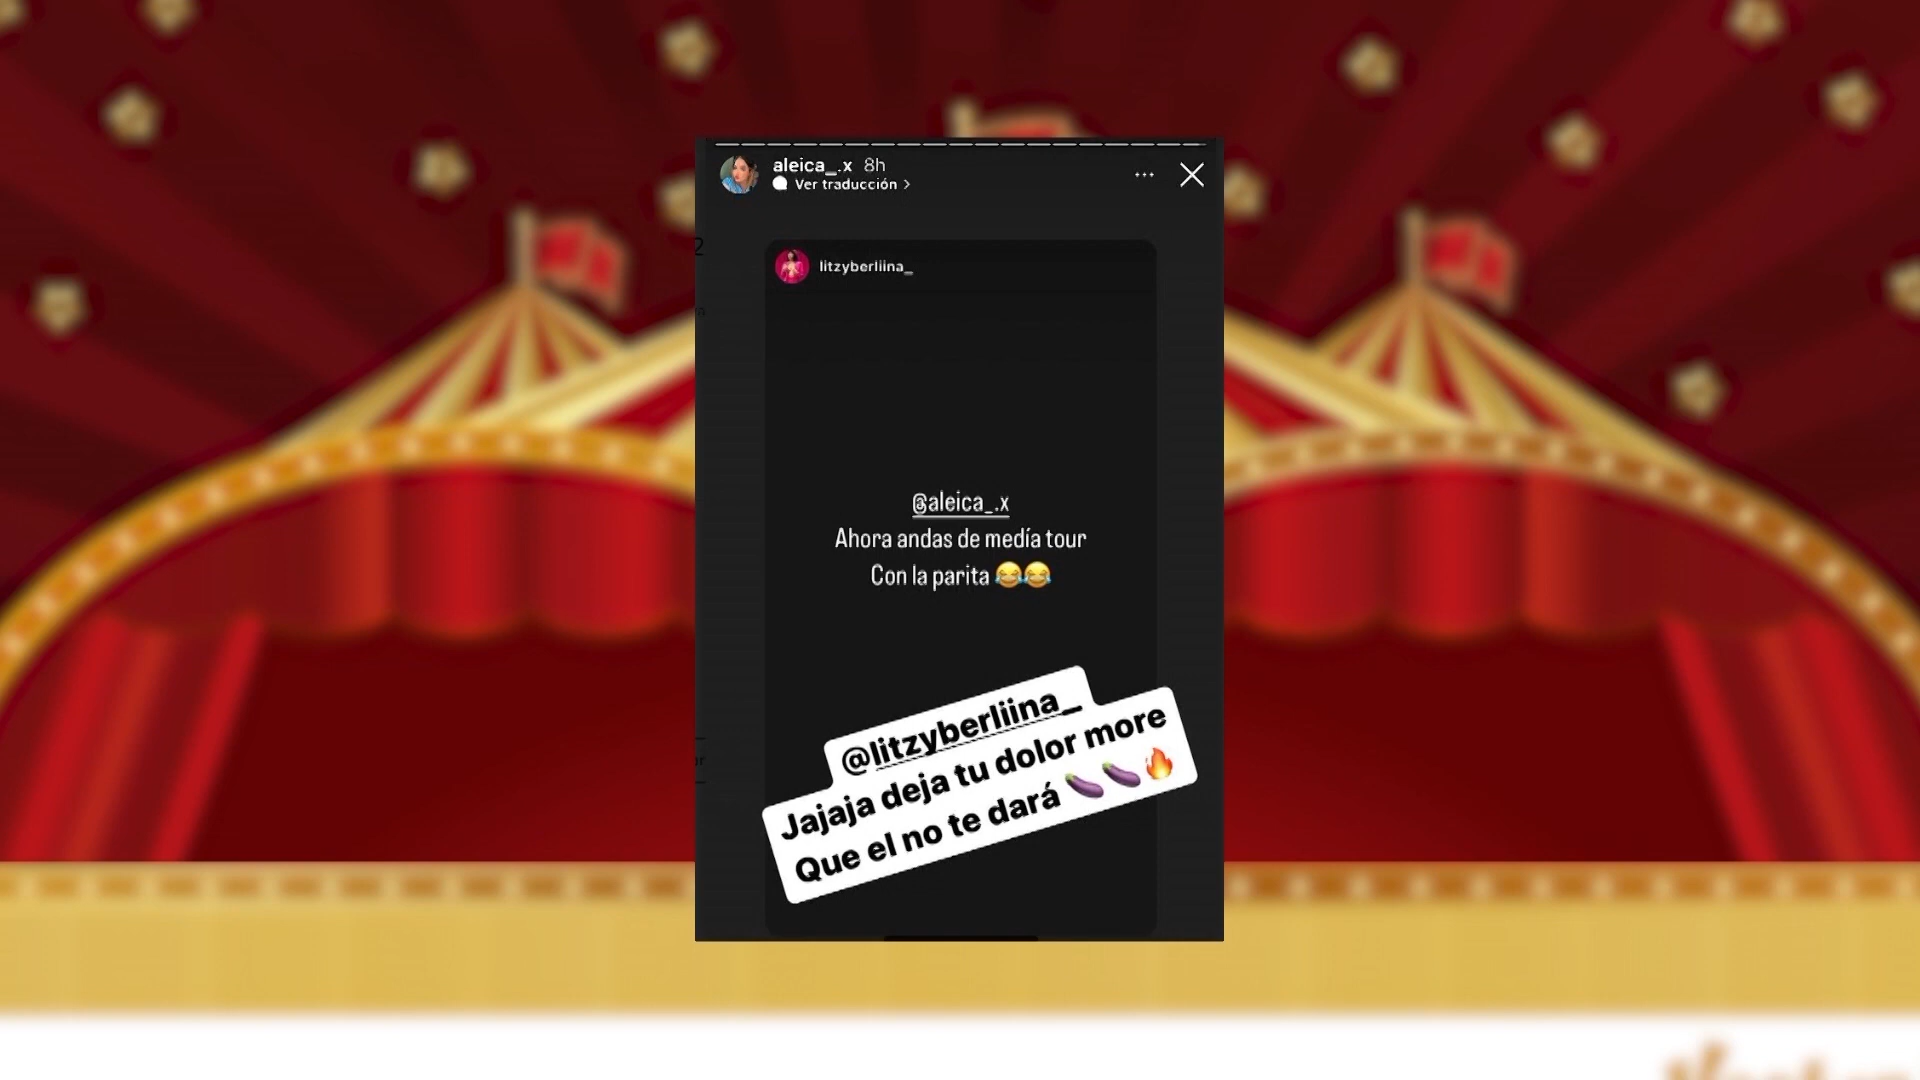 aleica_.x 8h
Ver traducción >
litzyberliina_
@aleica_.x
Ahora andas de medía tour
Con la parita 😂😂
@litzyberliina_
Jajaja deja tu dolor more
Que el no te dará 🍆🍆🔥